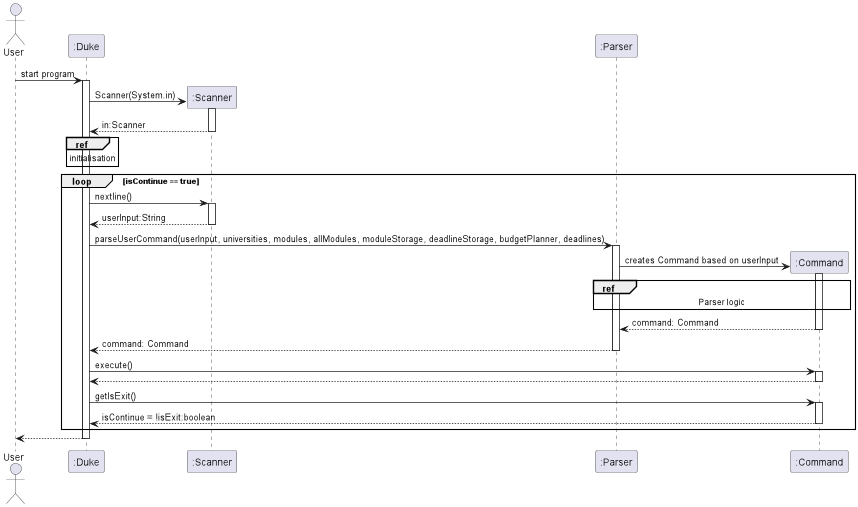 User
:Duke
:Parser
start program
Scanner(System.in)
:Scanner
in:Scanner
ref
initialisation
loop
[isContinue == true]
nextline()
userInput:String
parseUserCommand(userInput, universities, modules, allModules, moduleStorage, deadlineStorage, budgetPlanner, deadlines)
creates Command based on userInput
:Command
ref
Parser logic
command: Command
command: Command
execute()
getIsExit()
isContinue = !isExit:boolean
User
:Duke
:Scanner
:Parser
:Command